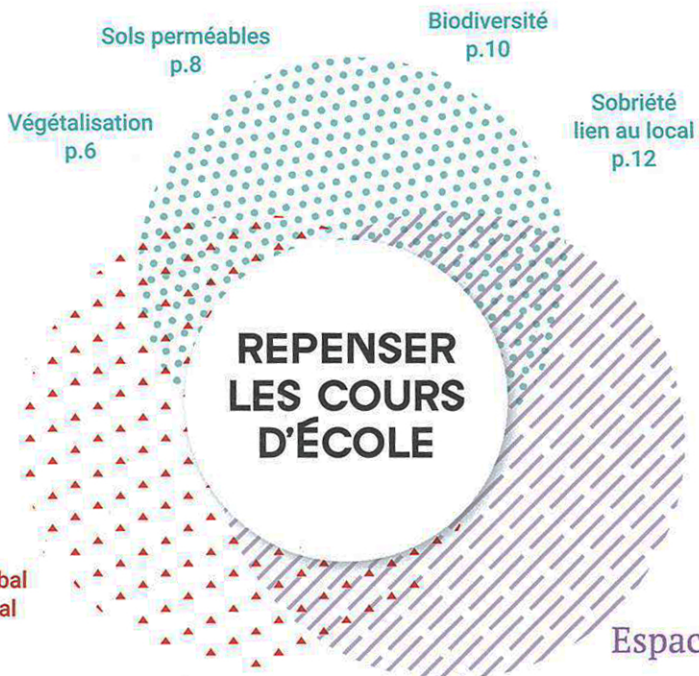 Sols perméables
p.8
Biodiversité
p.10
Végétalisation
p.6
Sobriété
lien au local
p.12
REPENSER
LES COURS
D'ÉCOLE
bal
al
Espac